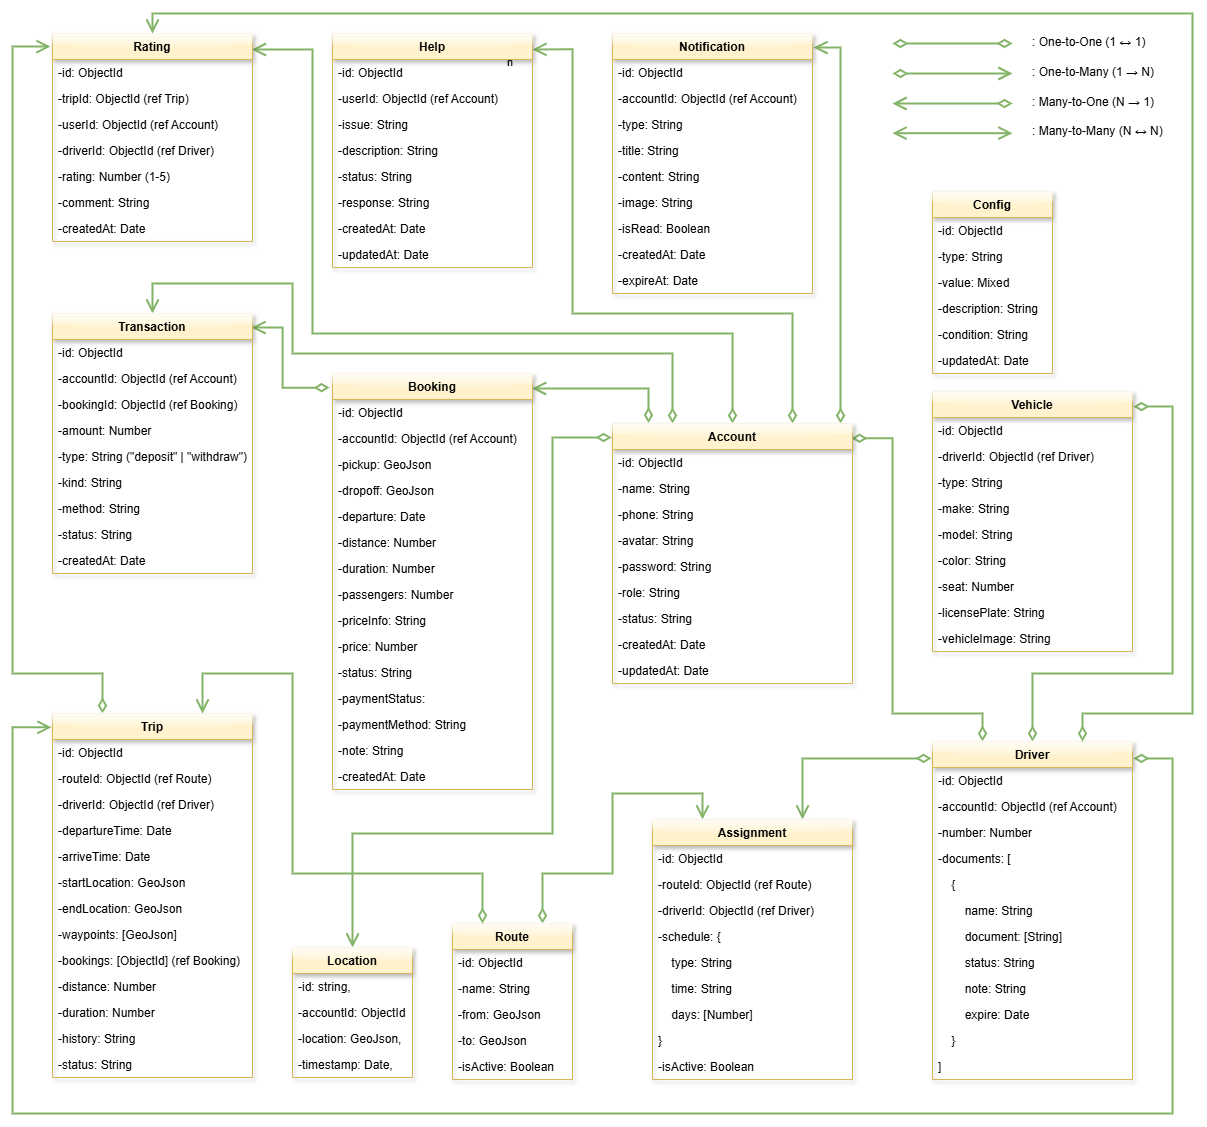 Rating
-id: ObjectId
-tripId: ObjectId (ref Trip)
-userId: ObjectId (ref Account)
-driverId: ObjectId (ref Driver)
-rating: Number (1-5)
-comment: String
-createdAt: Date
Help
n
-id: ObjectId
-userId: ObjectId (ref Account)
-issue: String
-description: String
-status: String
-response: String
-createdAt: Date
-updatedAt: Date
Notification
-id: ObjectId
-accountId: ObjectId (ref Account)
-type: String
-title: String
-content: String
-image: String
-isRead: Boolean
-createdAt: Date
-expireAt: Date
: One-to-One (1 ↔ 1)
: One-to-Many (1 → N)
: Many-to-One (N → 1)
: Many-to-Many (N ↔ N)
Config
-id: ObjectId
-type: String
-value: Mixed
-description: String
-condition: String
-updatedAt: Date
Transaction
-id: ObjectId
-accountId: ObjectId (ref Account)
-bookingId: ObjectId (ref Booking)
-amount: Number
-type: String ("deposit" | "withdraw")
-kind: String
-method: String
-status: String
-createdAt: Date
Booking
-id: ObjectId
-accountId: ObjectId (ref Account)
-pickup: GeoJson
-dropoff: GeoJson
-departure: Date
-distance: Number
-duration: Number
-passengers: Number
-priceInfo: String
-price: Number
-status: String
-paymentStatus:
-paymentMethod: String
-note: String
-createdAt: Date
Account
-id: ObjectId
-name: String
-phone: String
-avatar: String
-password: String
-role: String
-status: String
-createdAt: Date
-updatedAt: Date
Vehicle
-id: ObjectId
-driverId: ObjectId (ref Driver)
-type: String
-make: String
-model: String
-color: String
-seat: Number
-licensePlate: String
-vehicleImage: String
Trip
-id: ObjectId
-routeId: ObjectId (ref Route)
-driverId: ObjectId (ref Driver)
-departureTime: Date
-arriveTime: Date
-startLocation: GeoJson
-endLocation: GeoJson
-waypoints: [GeoJson]
-bookings: [ObjectId] (ref Booking)
-distance: Number
-duration: Number
-history: String
-status: String
Location
-id: string,
-accountId: ObjectId
-location: GeoJson,
-timestamp: Date,
Route
-id: ObjectId
-name: String
-from: GeoJson
-to: GeoJson
-isActive: Boolean
Assignment
-id: ObjectId
-routeId: ObjectId (ref Route)
-driverId: ObjectId (ref Driver)
-schedule: {
type: String
time: String
days: [Number]
}
-isActive: Boolean
Driver
-id: ObjectId
-accountId: ObjectId (ref Account)
-number: Number
-documents: [
{
name: String
document: [String]
status: String
note: String
expire: Date
}
]